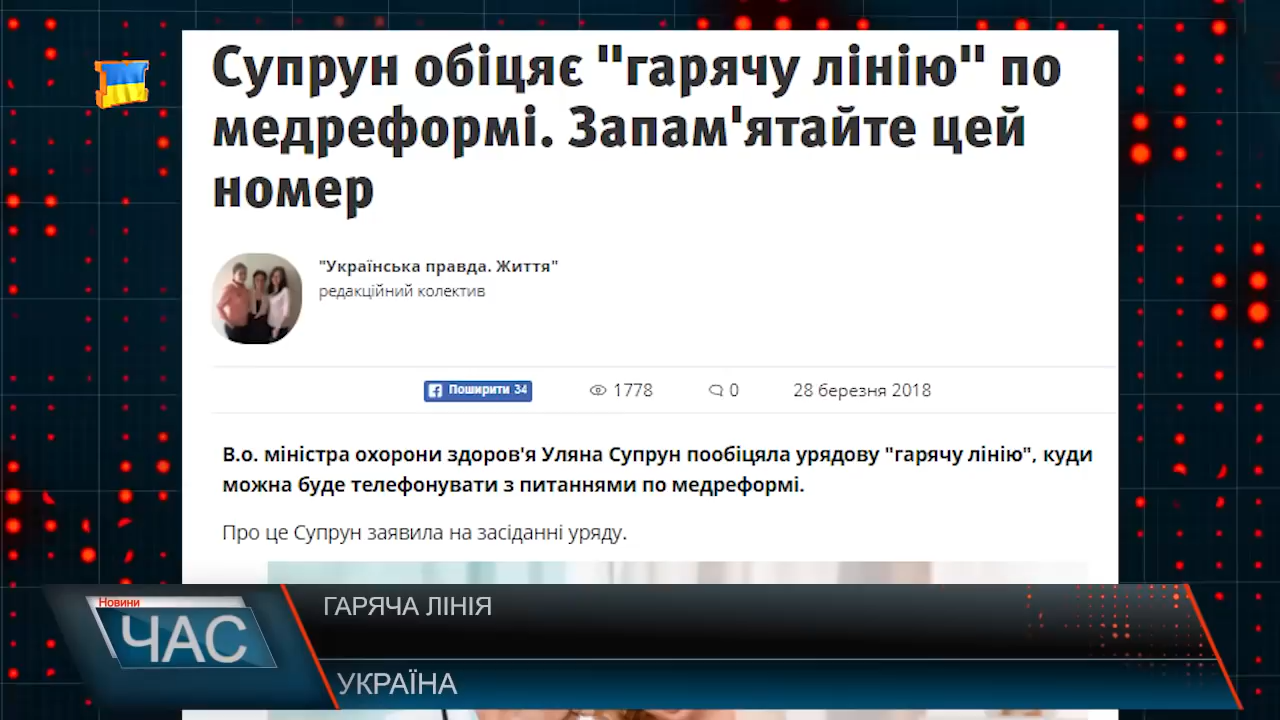 Супрун обіцяє "гарячу лінію" по
медреформі. Запам'ятайте цей
номер
"Українська правда. Життя"
редакційний колектив
Поширити 34
1778
0
28 березня 2018
В.о. міністра охорони здоров'я Уляна Супрун пообіцяла урядову "гарячу лінію", куди
можна буде телефонувати з питаннями по медреформі.
Про це Супрун заявила на засіданні уряду.
Новини
ЧАС
ГАРЯЧА ЛІНІЯ
УКРАЇНА